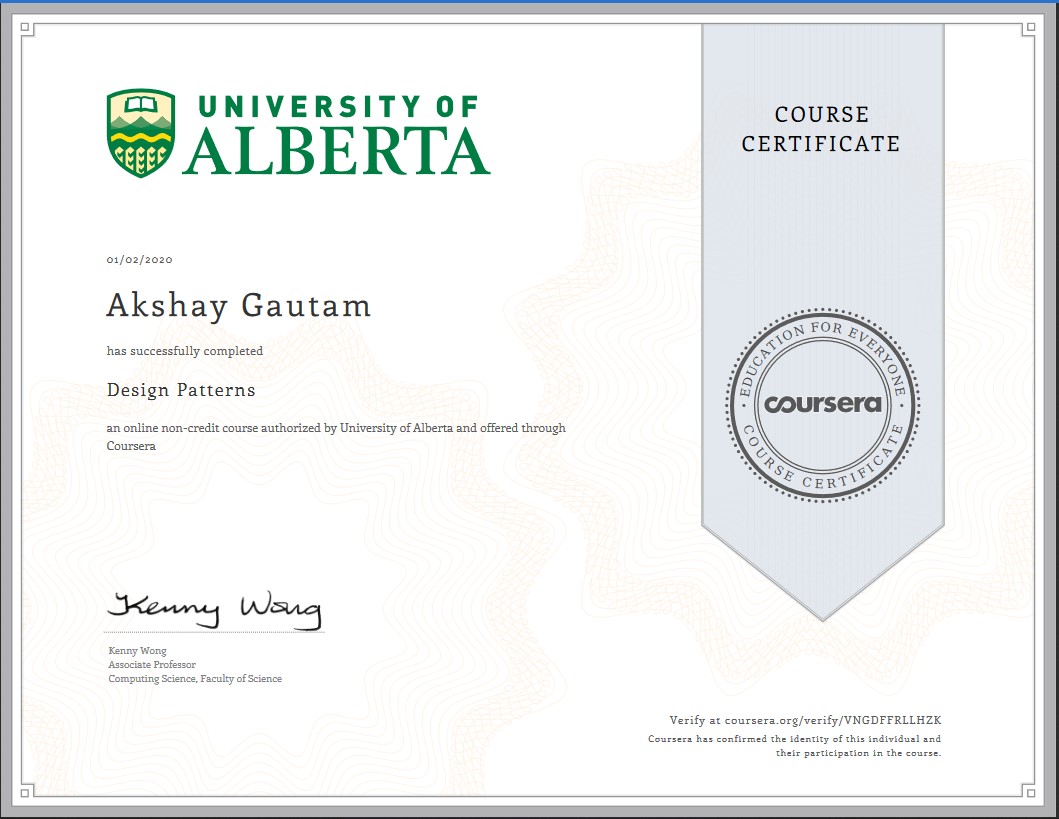 UNIVERSITY OF
ALBERTA
COURSE
CERTIFICATE
01/02/2020
Akshay Gautam
has successfully completed
Design Patterns
an online non-credit course authorized by University of Alberta and offered through
Coursera
EDUCATION FOR EVERYONE
coursera
COURSE CERTIFICATE
Kenny Wong
Kenny Wong
Associate Professor
Computing Science, Faculty of Science
Verify at coursera.org/verify/VNGDFFRLLHZK
Coursera has confirmed the identity of this individual and
their participation in the course.